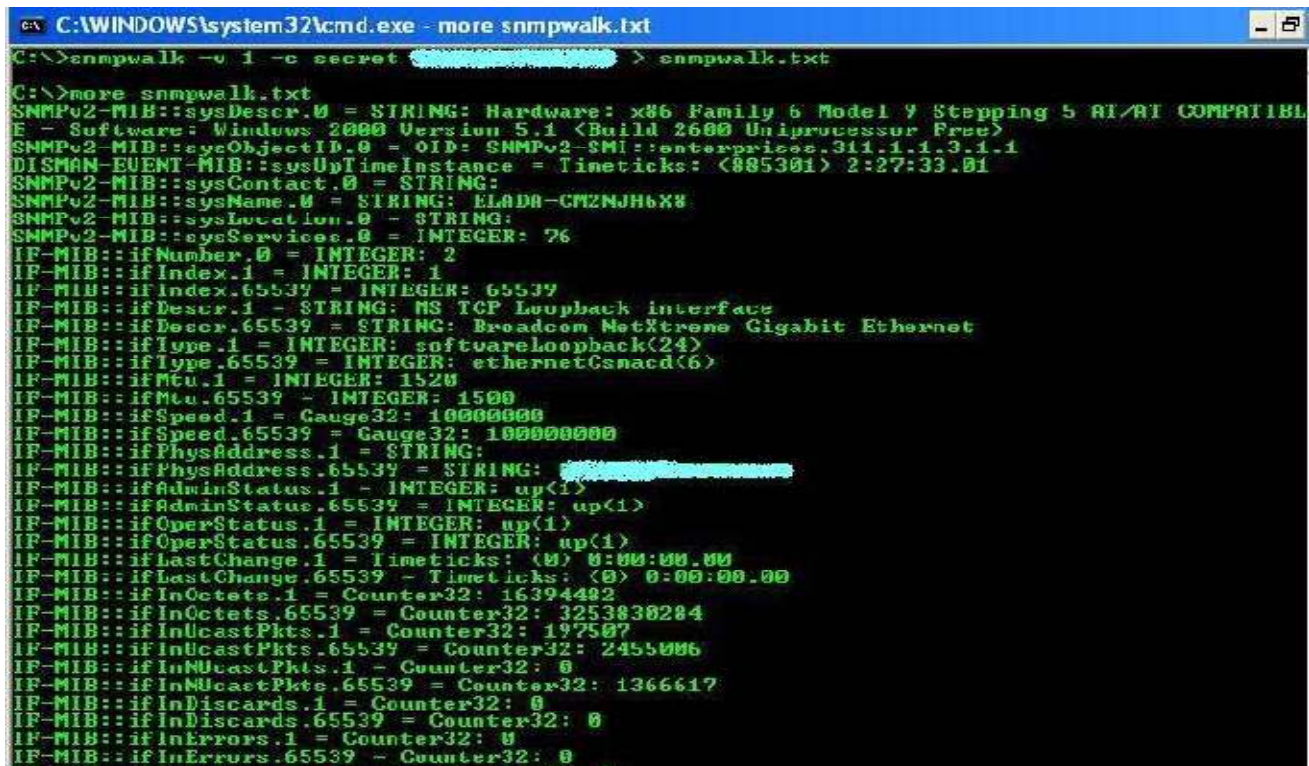 C:\WINDOWS\system32\cmd.exe - more snmpwalk.txt
C:\>snmpwalk -v 1 -c secret > snmpwalk.txt
C:\>more snmpwalk.txt
SNMPv2-MIB::sysDescr.0 = STRING: Hardware: x86 Family 6 Model 9 Stepping 5 AT/AT COMPATIBL
E - Software: Windows 2000 Version 5.1 (Build 2600 Uniprocessor Free)
SNMPv2-MIB::sysObjectID.0 = OID: SNMPv2-SMI::enterprises.311.1.1.3.1.1
DISMAN-EVENT-MIB::sysUpTimeInstance = Timeticks: (885301) 2:27:33.01
SNMPv2-MIB::sysContact.0 = STRING:
SNMPv2-MIB::sysName.0 = STRING: ELADA-CM2NJH6X8
SNMPv2-MIB::sysLocation.0 = STRING:
SNMPv2-MIB::sysServices.0 = INTEGER: 76
IF-MIB::ifNumber.0 = INTEGER: 2
IF-MIB::ifIndex.1 = INTEGER: 1
IF-MIB::ifIndex.65539 = INTEGER: 65539
IF-MIB::ifDescr.1 = STRING: MS TCP Loopback interface
IF-MIB::ifDescr.65539 = STRING: Broadcom NetXtreme Gigabit Ethernet
IF-MIB::ifType.1 = INTEGER: softwareLoopback(24)
IF-MIB::ifType.65539 = INTEGER: ethernetCsmacd(6)
IF-MIB::ifMtu.1 = INTEGER: 1520
IF-MIB::ifMtu.65539 = INTEGER: 1500
IF-MIB::ifSpeed.1 = Gauge32: 10000000
IF-MIB::ifSpeed.65539 = Gauge32: 100000000
IF-MIB::ifPhysAddress.1 = STRING:
IF-MIB::ifPhysAddress.65539 = STRING:
IF-MIB::ifAdminStatus.1 = INTEGER: up(1)
IF-MIB::ifAdminStatus.65539 = INTEGER: up(1)
IF-MIB::ifOperStatus.1 = INTEGER: up(1)
IF-MIB::ifOperStatus.65539 = INTEGER: up(1)
IF-MIB::ifLastChange.1 = Timeticks: (0) 0:00:00.00
IF-MIB::ifLastChange.65539 = Timeticks: (0) 0:00:00.00
IF-MIB::ifInOctets.1 = Counter32: 16394482
IF-MIB::ifInOctets.65539 = Counter32: 3253830284
IF-MIB::ifInUcastPkts.1 = Counter32: 197507
IF-MIB::ifInUcastPkts.65539 = Counter32: 2455006
IF-MIB::ifInNUcastPkts.1 = Counter32: 0
IF-MIB::ifInNUcastPkts.65539 = Counter32: 1366617
IF-MIB::ifInDiscards.1 = Counter32: 0
IF-MIB::ifInDiscards.65539 = Counter32: 0
IF-MIB::ifInErrors.1 = Counter32: 0
IF-MIB::ifInErrors.65539 = Counter32: 0